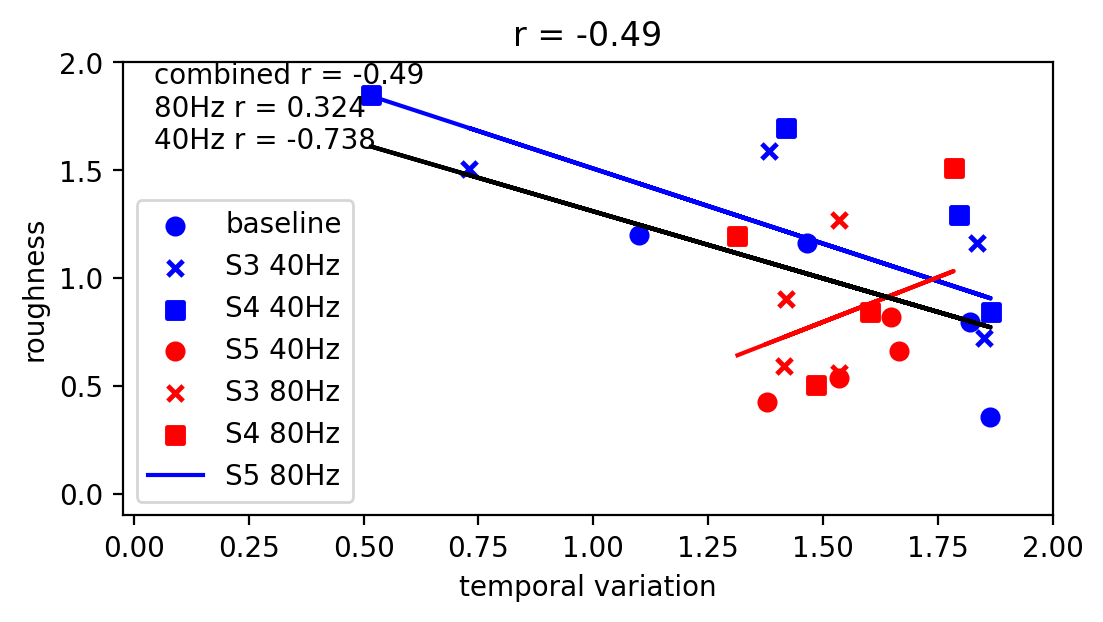 r = -0.49
combined r = -0.49
80Hz r = 0.324
40Hz r = -0.738
baseline
S3 40Hz
S4 40Hz
S5 40Hz
S3 80Hz
S4 80Hz
S5 80Hz
2.0
1.5
1.0
0.5
0.0
roughness
0.00 0.25 0.50 0.75 1.00 1.25 1.50 1.75 2.00
temporal variation